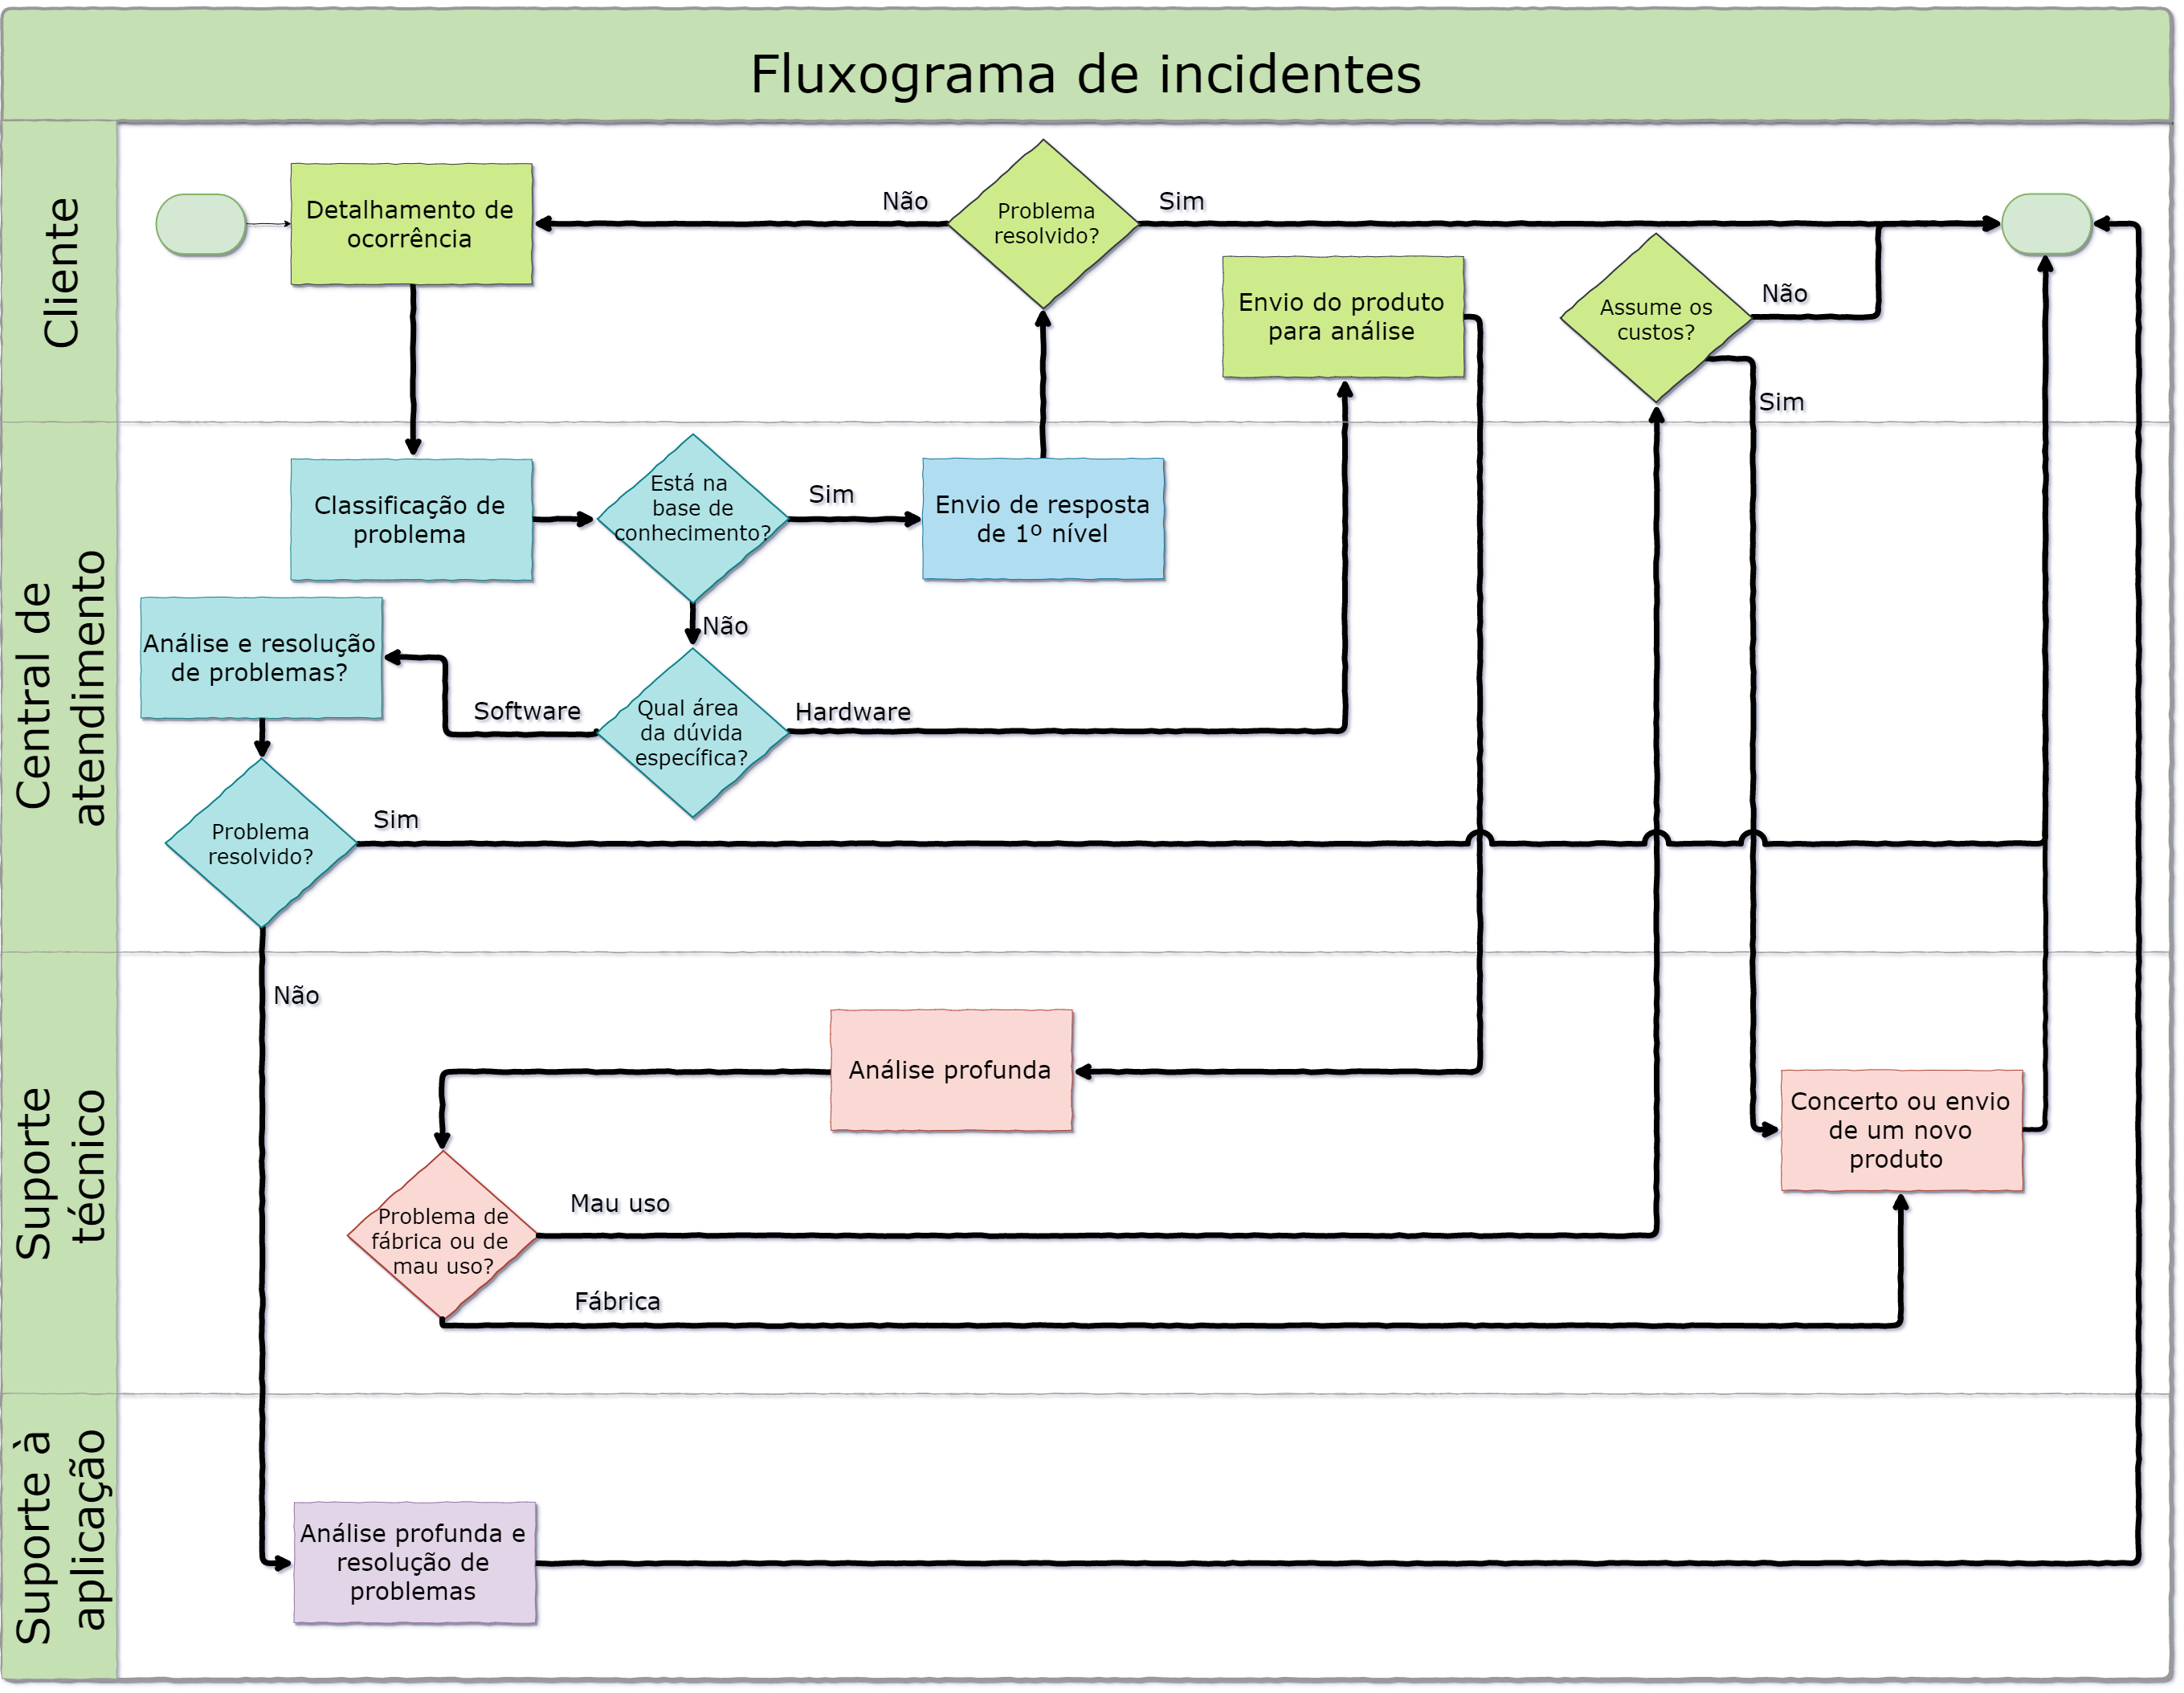 Fluxograma de incidentes
Cliente
Detalhamento de
ocorrência
Não
Problema
resolvido?
Sim
Envio do produto
para análise
Assume os
custos?
Não
Sim
Central de
atendimento
Classificação de
problema
Está na
base de
conhecimento?
Sim
Envio de resposta
de 1º nível
Não
Análise e resolução
de problemas?
Software
Qual área
da dúvida
específica?
Hardware
Problema
resolvido?
Sim
Não
Suporte
técnico
Análise profunda
Problema de
fábrica ou de
mau uso?
Mau uso
Fábrica
Concerto ou envio
de um novo
produto
Suporte à
aplicação
Análise profunda e
resolução de
problemas